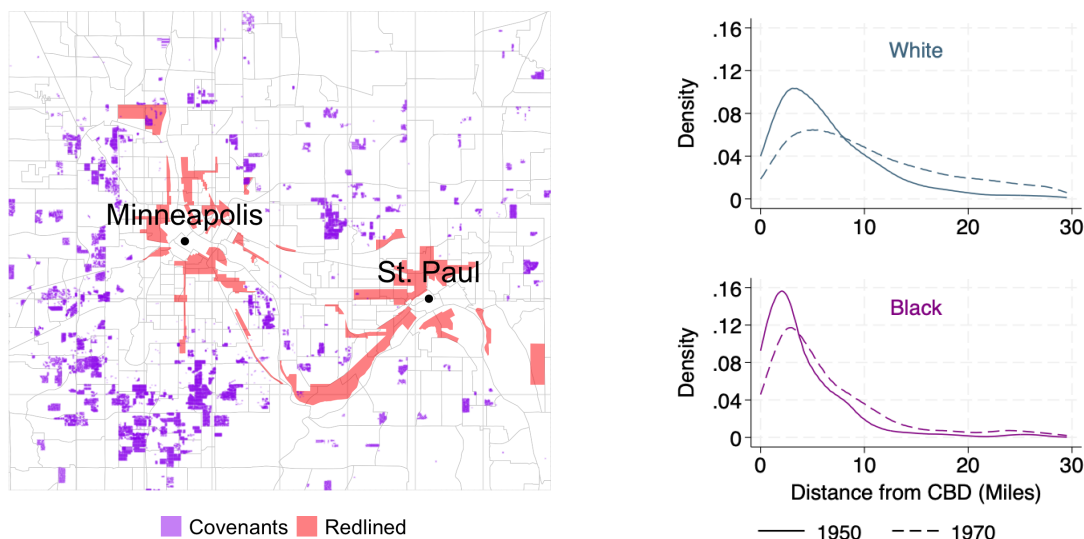 Minneapolis
St. Paul
Covenants Redlined
White
Density
.16
.12
.08
.04
0
0 10 20 30
Black
Density
.16
.12
.08
.04
0
0 10 20 30
Distance from CBD (Miles)
1950 1970